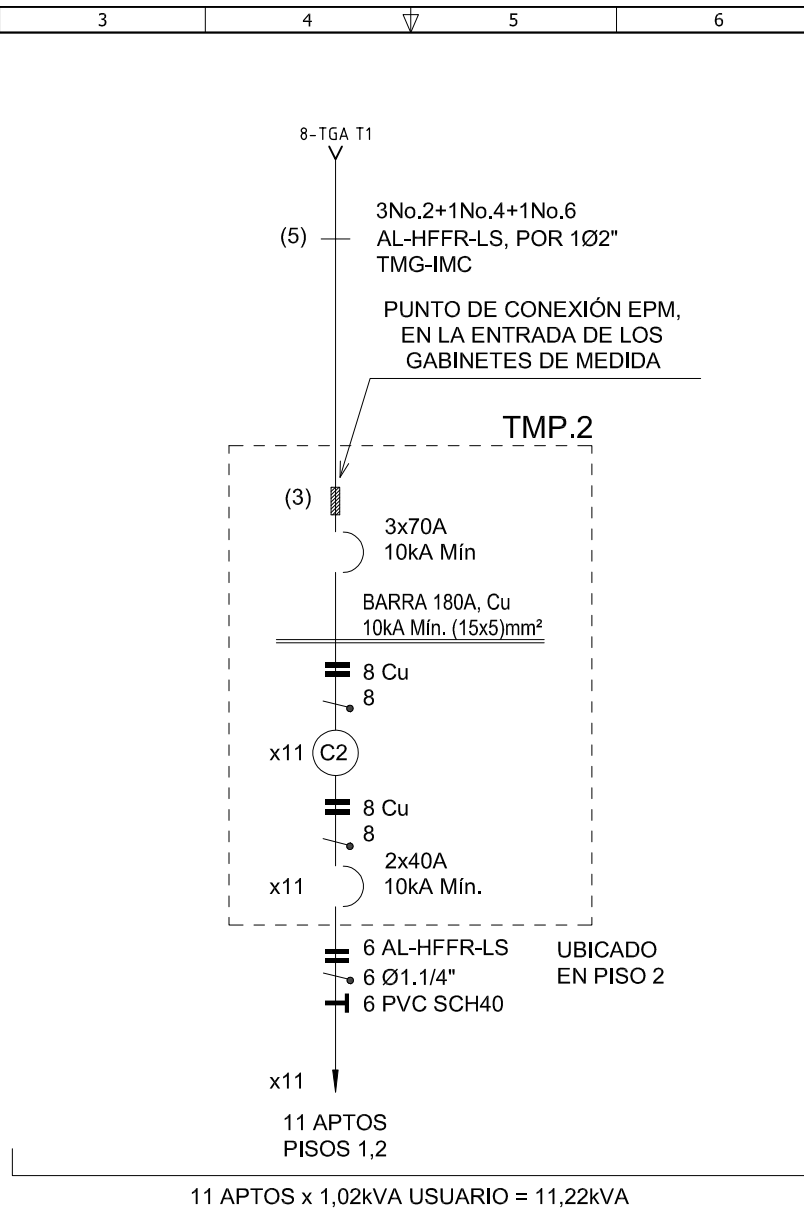 3 4 5 6
8-TGA T1
(5)
3No.2+1No.4+1No.6
AL-HFFR-LS, POR 1Ø2"
TMG-IMC
PUNTO DE CONEXIÓN EPM,
EN LA ENTRADA DE LOS
GABINETES DE MEDIDA
TMP.2
(3)
3x70A
10kA Mín
BARRA 180A, Cu
10kA Mín. (15x5)mm²
8 Cu
8
x11 C2
8 Cu
8
2x40A
x11 10kA Mín.
6 AL-HFFR-LS
6 Ø1.1/4"
6 PVC SCH40
UBICADO
EN PISO 2
x11
11 APTOS
PISOS 1,2
11 APTOS x 1,02kVA USUARIO = 11,22kVA